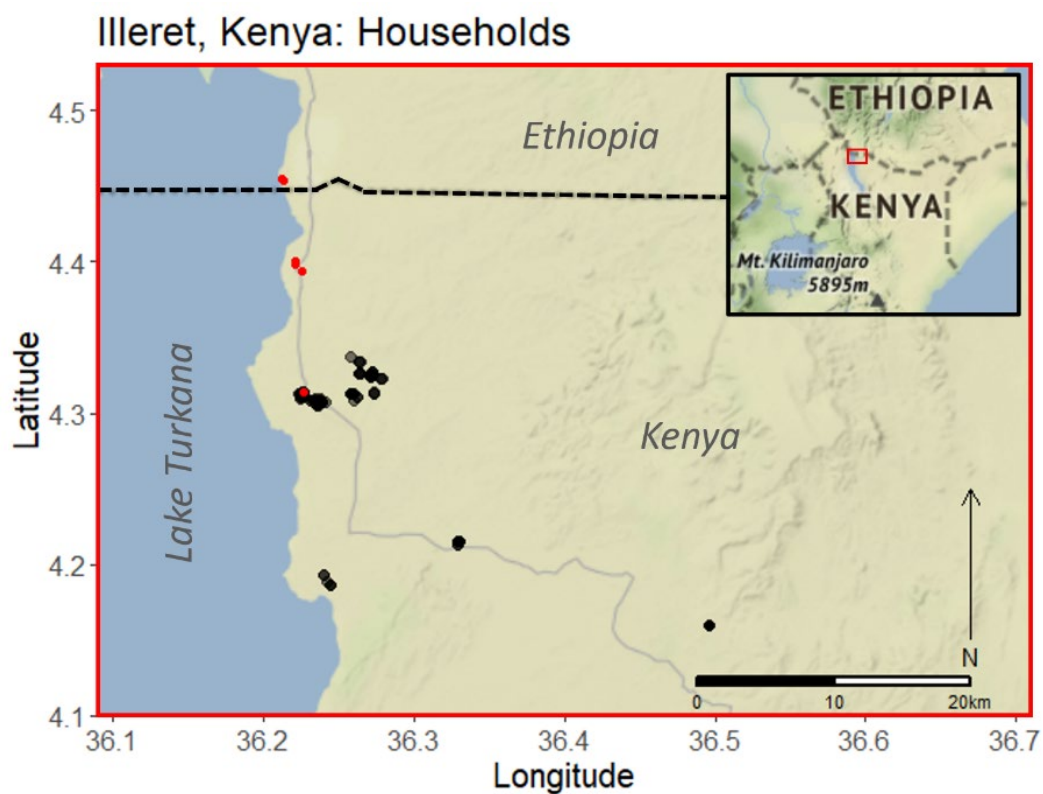 Illeret, Kenya: Households
ETHIOPIA
KENYA
Mt. Kilimanjaro
5895m
Ethiopia
Kenya
Lake Turkana
Latitude
4.5
4.4
4.3
4.2
4.1
N
0 10 20km
36.1 36.2 36.3 36.4 36.5 36.6 36.7
Longitude